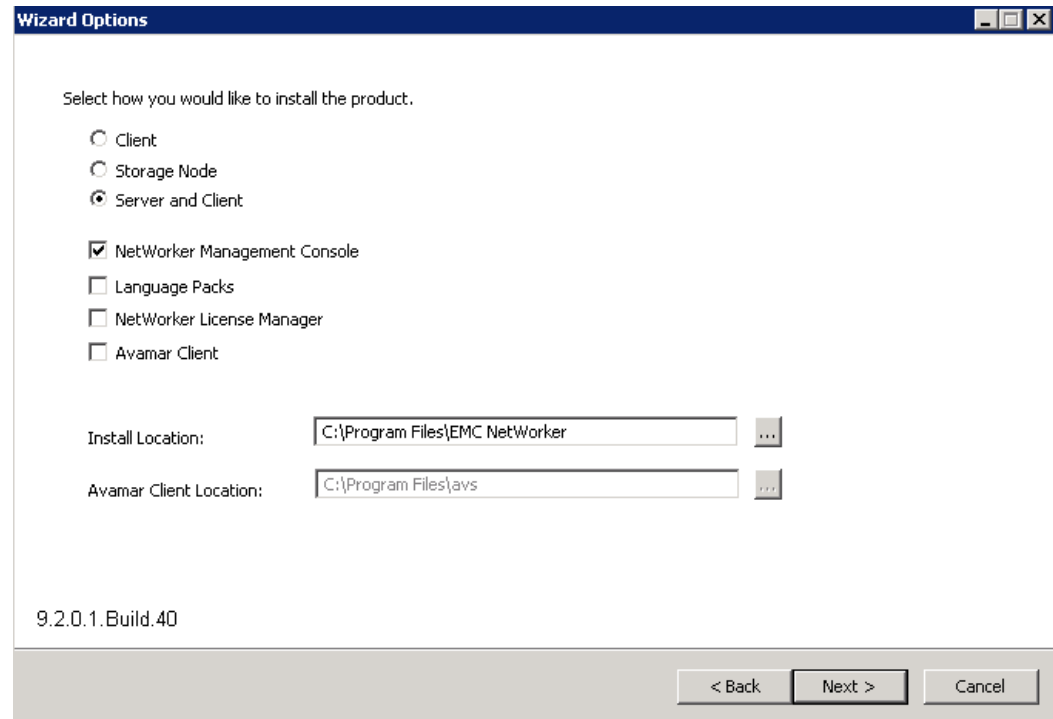 Wizard Options
Select how you would like to install the product.
Client
Storage Node
Server and Client
NetWorker Management Console
Language Packs
NetWorker License Manager
Avamar Client
Install Location: C:\Program Files\EMC NetWorker ...
Avamar Client Location: C:\Program Files\avs ...
9.2.0.1.Build.40
< Back Next > Cancel